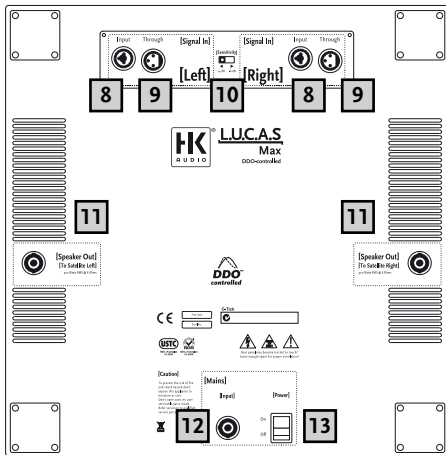 Input Through [Signal In] [Sensitivity] [Signal In] Input Through
[Left] [Right]
8 9 10 8 9
HK
AUDIO
®
L.U.C.A.S
Max
DDO-controlled
11 11
[Speaker Out]
[To Satellite Left]
[Speaker Out]
[To Satellite Right]
DDO
controlled
CE
C-Tick
USTC
[Caution]
[Mains]
[Input] [Power]
On
Off
12 13